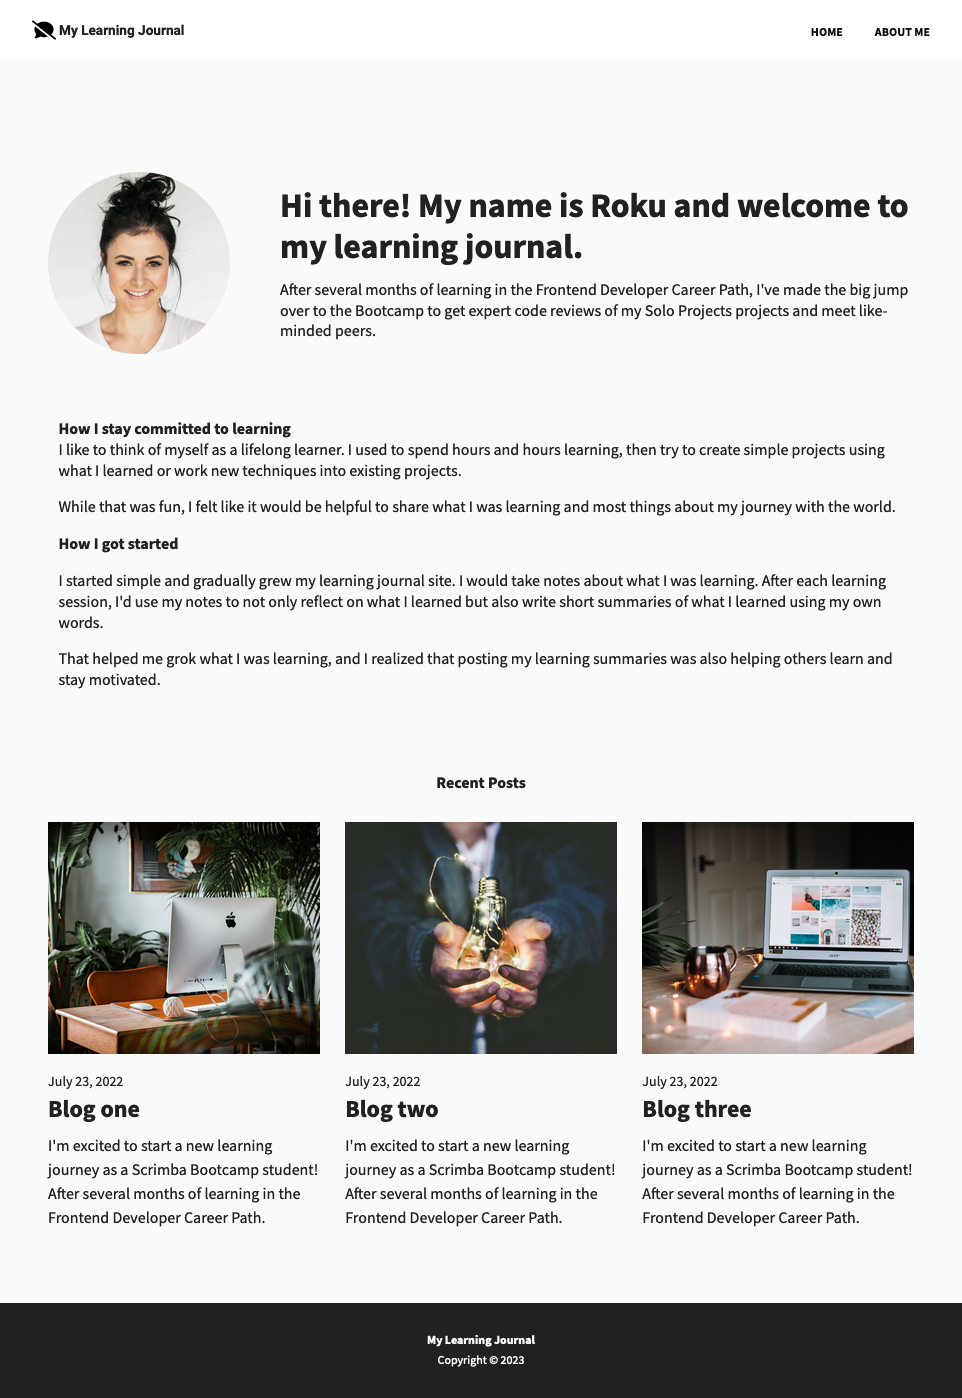 My Learning Journal
HOME
ABOUT ME
Hi there! My name is Roku and welcome to
my learning journal.
After several months of learning in the Frontend Developer Career Path, I've made the big jump
over to the Bootcamp to get expert code reviews of my Solo Projects projects and meet like-
minded peers.
How I stay committed to learning
I like to think of myself as a lifelong learner. I used to spend hours and hours learning, then try to create simple projects using
what I learned or work new techniques into existing projects.
While that was fun, I felt like it would be helpful to share what I was learning and most things about my journey with the world.
How I got started
I started simple and gradually grew my learning journal site. I would take notes about what I was learning. After each learning
session, I'd use my notes to not only reflect on what I learned but also write short summaries of what I learned using my own
words.
That helped me grok what I was learning, and I realized that posting my learning summaries was also helping others learn and
stay motivated.
Recent Posts
acer
July 23, 2022
Blog one
I'm excited to start a new learning
journey as a Scrimba Bootcamp student!
After several months of learning in the
Frontend Developer Career Path.
July 23, 2022
Blog two
I'm excited to start a new learning
journey as a Scrimba Bootcamp student!
After several months of learning in the
Frontend Developer Career Path.
July 23, 2022
Blog three
I'm excited to start a new learning
journey as a Scrimba Bootcamp student!
After several months of learning in the
Frontend Developer Career Path.
My Learning Journal
Copyright © 2023